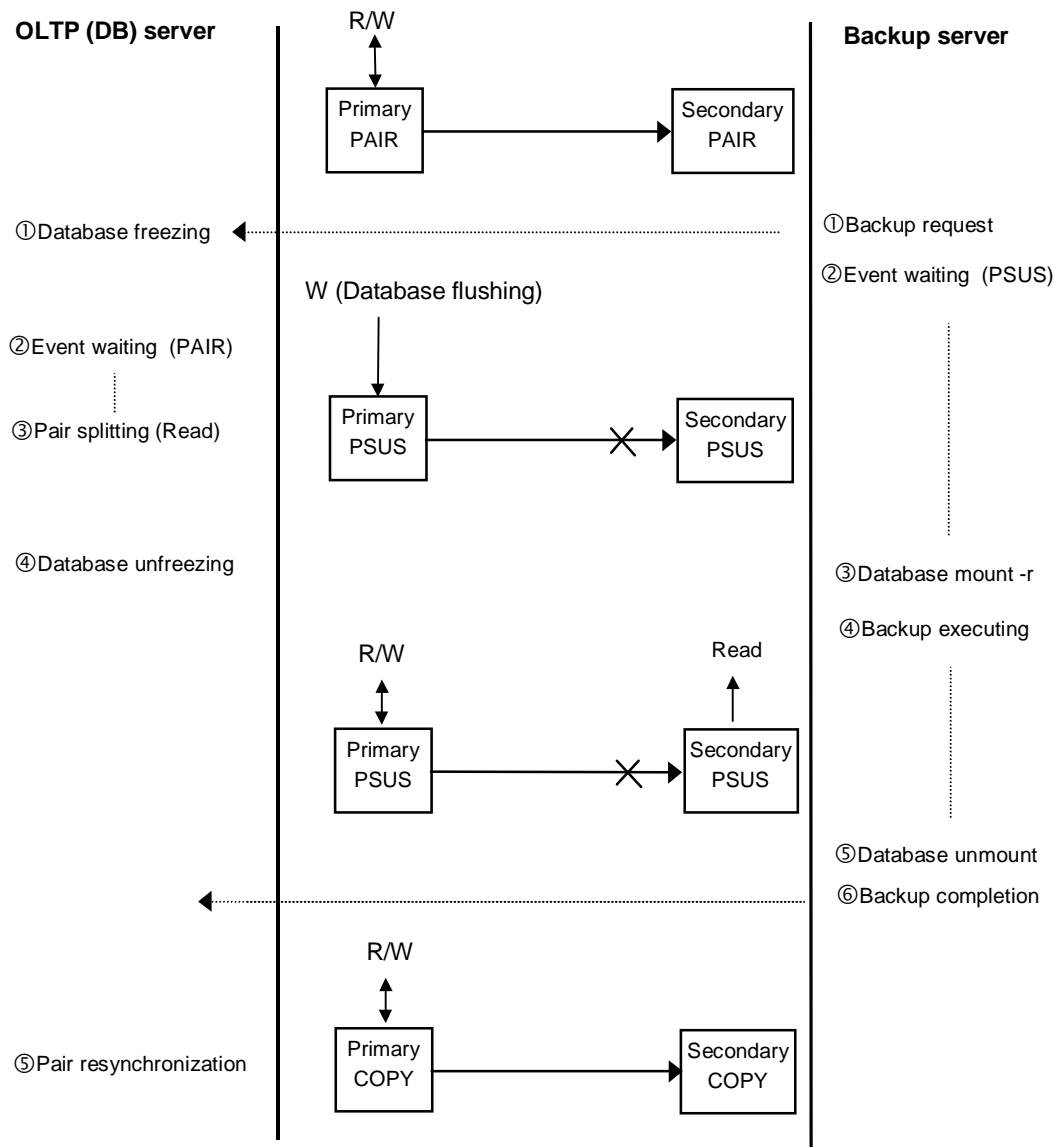 OLTP (DB) server
R/W
Backup server
Primary
PAIR
Secondary
PAIR
①Database freezing
①Backup request
②Event waiting (PSUS)
W (Database flushing)
②Event waiting (PAIR)
③Pair splitting (Read)
Primary
PSUS
Secondary
PSUS
④Database unfreezing
③Database mount -r
④Backup executing
R/W
Read
Primary
PSUS
Secondary
PSUS
⑤Database unmount
⑥Backup completion
R/W
⑤Pair resynchronization
Primary
COPY
Secondary
COPY